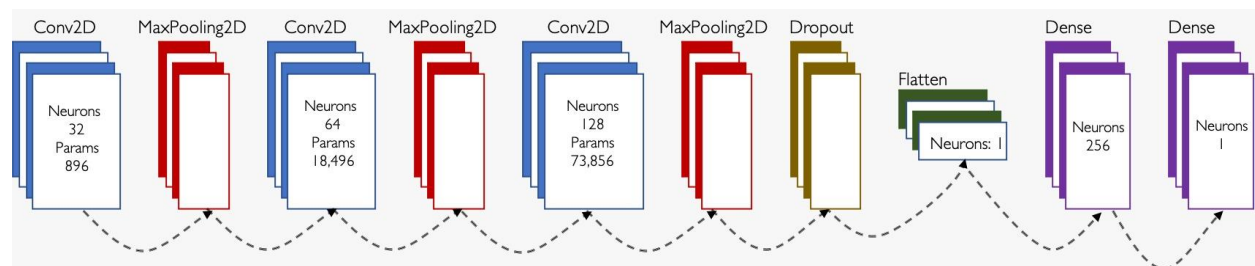 Conv2D
MaxPooling2D
Conv2D
MaxPooling2D
Conv2D
MaxPooling2D
Dropout
Flatten
Dense
Dense
Neurons
32
Params
896
Neurons
64
Params
18,496
Neurons
128
Params
73,856
Neurons: 1
Neurons
256
Neurons
1